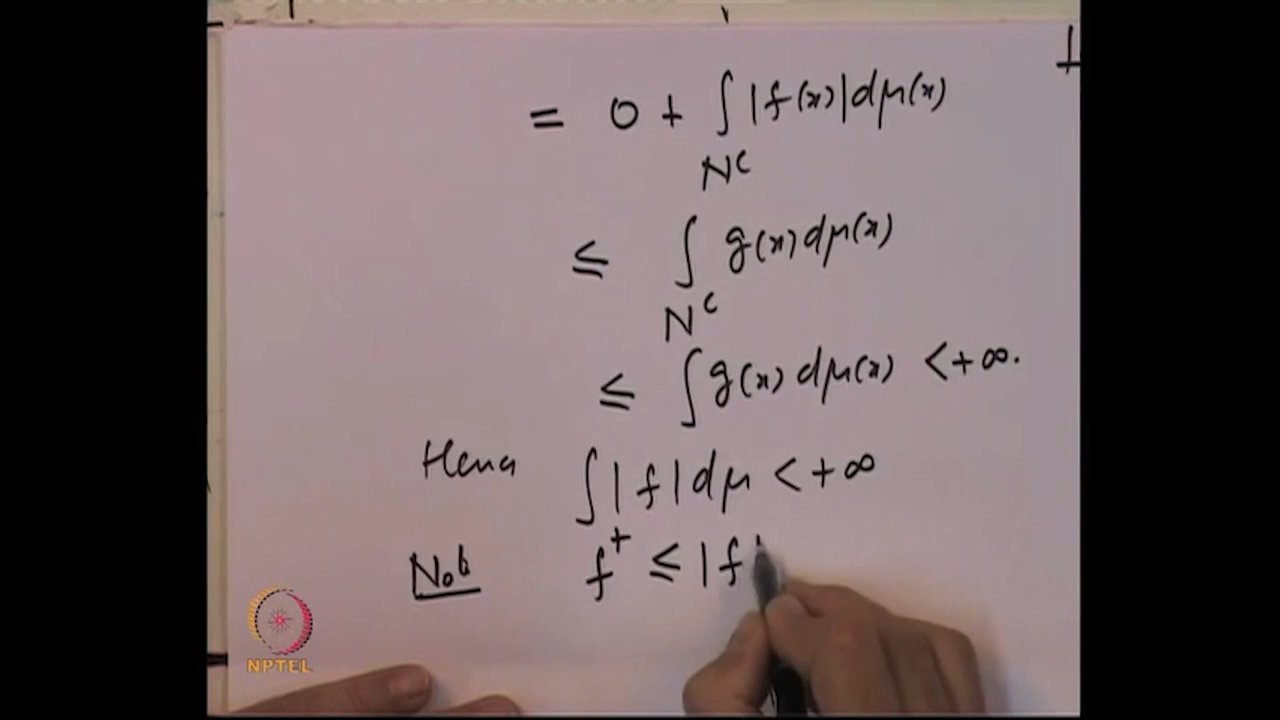 = 0 + ∫_{N^c} |f(x)| dμ(x)
≤ ∫_{N^c} g(x) dμ(x)
≤ ∫ g(x) dμ(x) < +∞.
Hence ∫ |f| dμ < +∞
Note f⁺ ≤ |f|
NPTEL